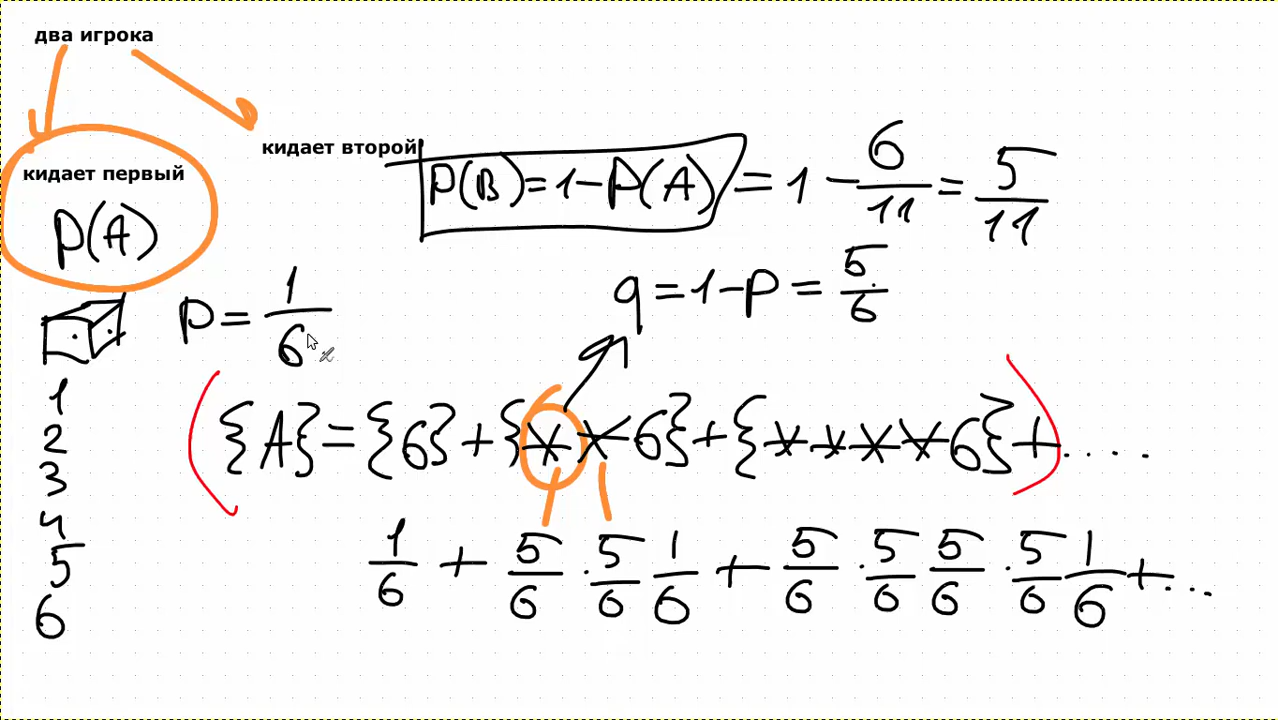 два игрока
кидает второй
кидает первый
P(A)
P(B) = 1 - P(A) = 1 - 6/11 = 5/11
q = 1 - P = 5/6
P = 1/6
{A} = {6} + {**6} + {****6} + ....
1/6 + 5/6 · 5/6 1/6 + 5/6 · 5/6 5/6 · 5/6 1/6 + ...
1
2
3
4
5
6